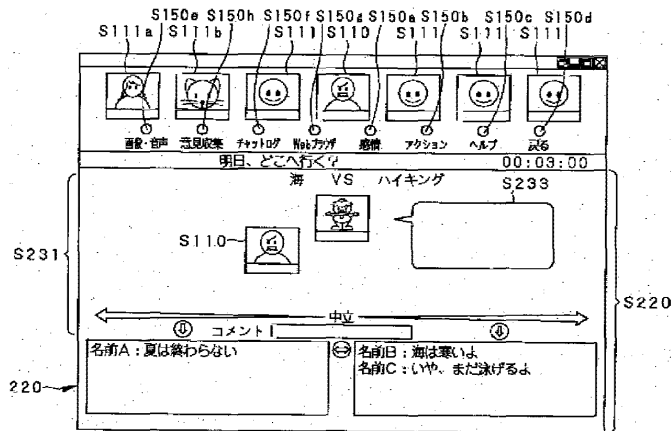 S150e S150h S150f S150g S150a S150b S150c S150d
S111a S111b S111 S110 S111 S111 S111
画像・音声 意見収集 チャットログ Webブラウザ 感情 アクション ヘルプ 戻る
明日、どこへ行く? 00:03:00
海 VS ハイキング
S233
S110
S231
S220
中立
コメント
名前A:夏は終わらない
名前B:海は寒いよ
名前C:いや、まだ泳げるよ
220